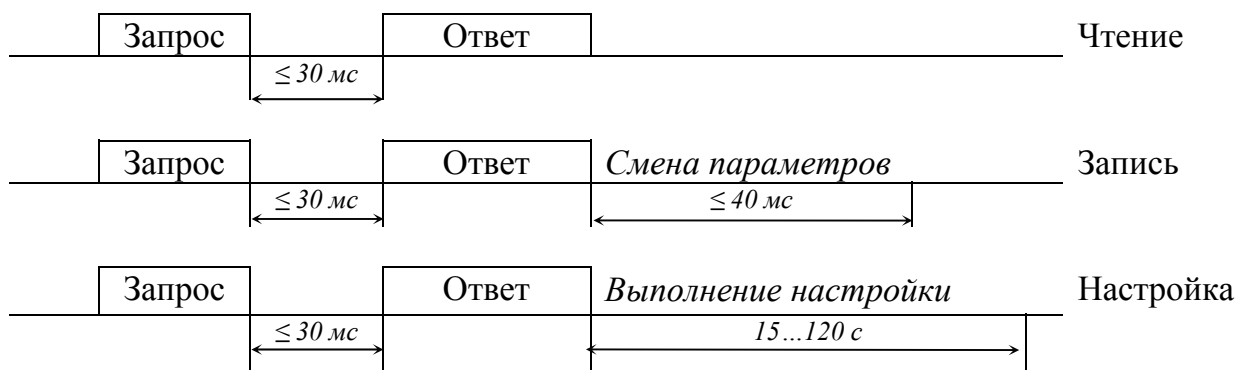 Запрос Ответ Чтение
≤ 30 мс
Запрос Ответ Смена параметров Запись
≤ 30 мс ≤ 40 мс
Запрос Ответ Выполнение настройки Настройка
≤ 30 мс 15...120 с